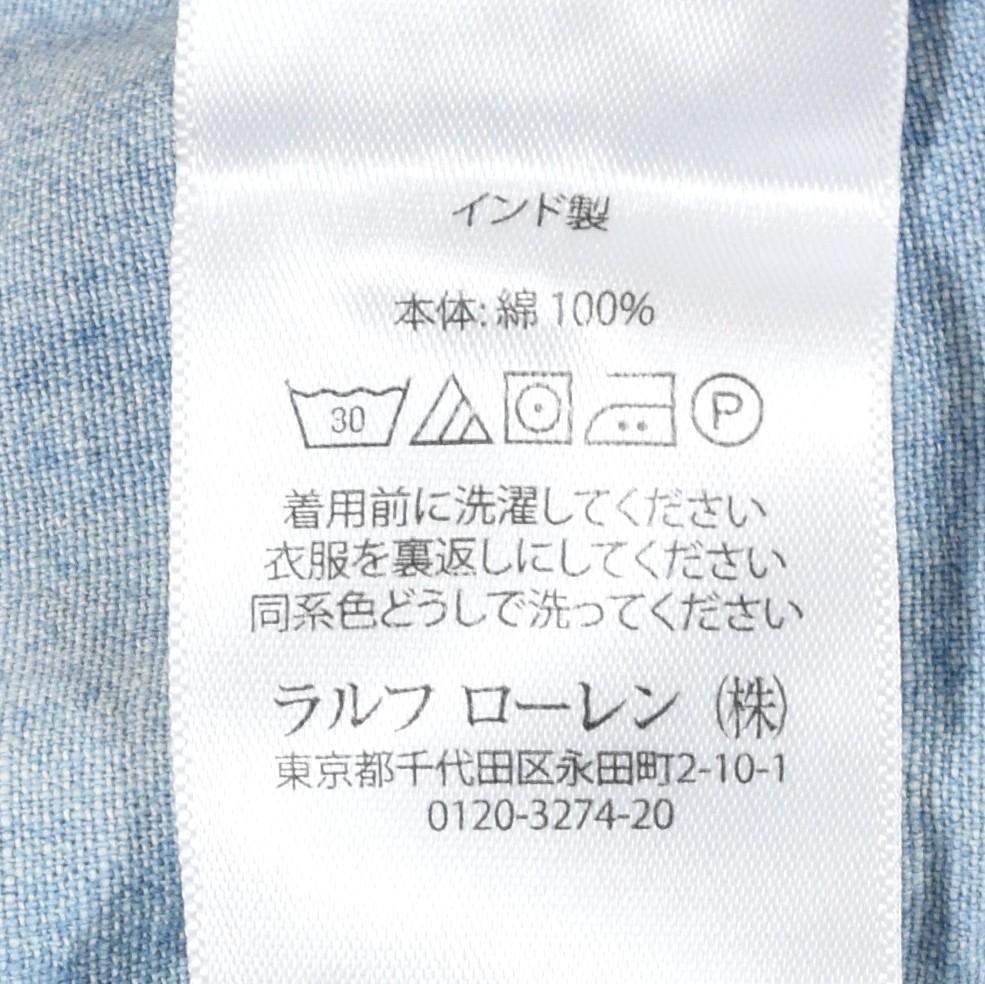 インド製
本体: 綿 100%
30 P
着用前に洗濯してください
衣服を裏返しにしてください
同系色どうしで洗ってください
ラルフ ローレン (株)
東京都千代田区永田町2-10-1
0120-3274-20